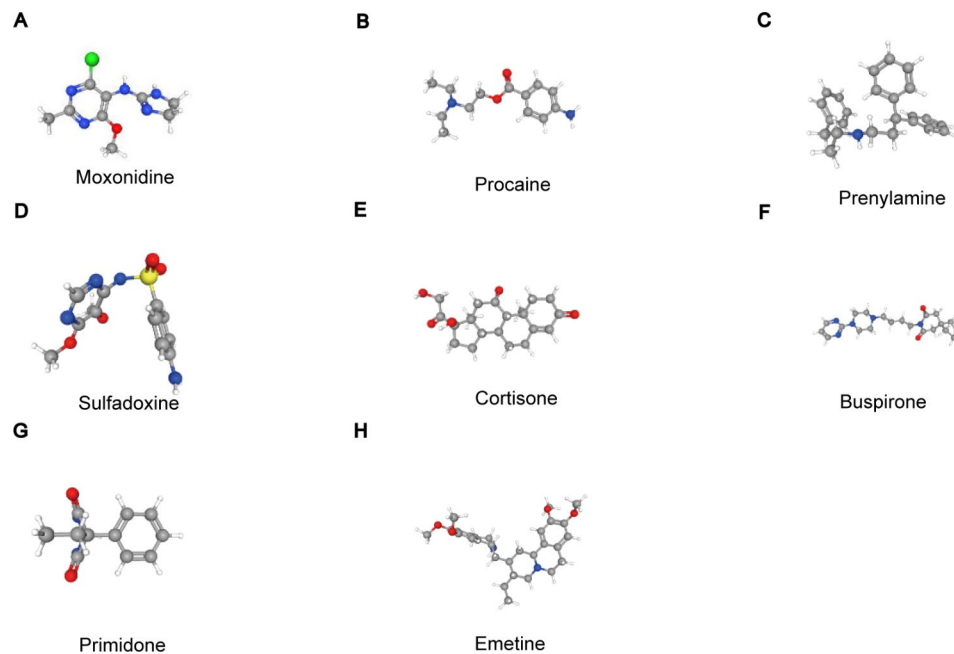 A
B
C
Moxonidine
Procaine
Prenylamine
D
E
F
Sulfadoxine
Cortisone
Buspirone
G
H
Primidone
Emetine